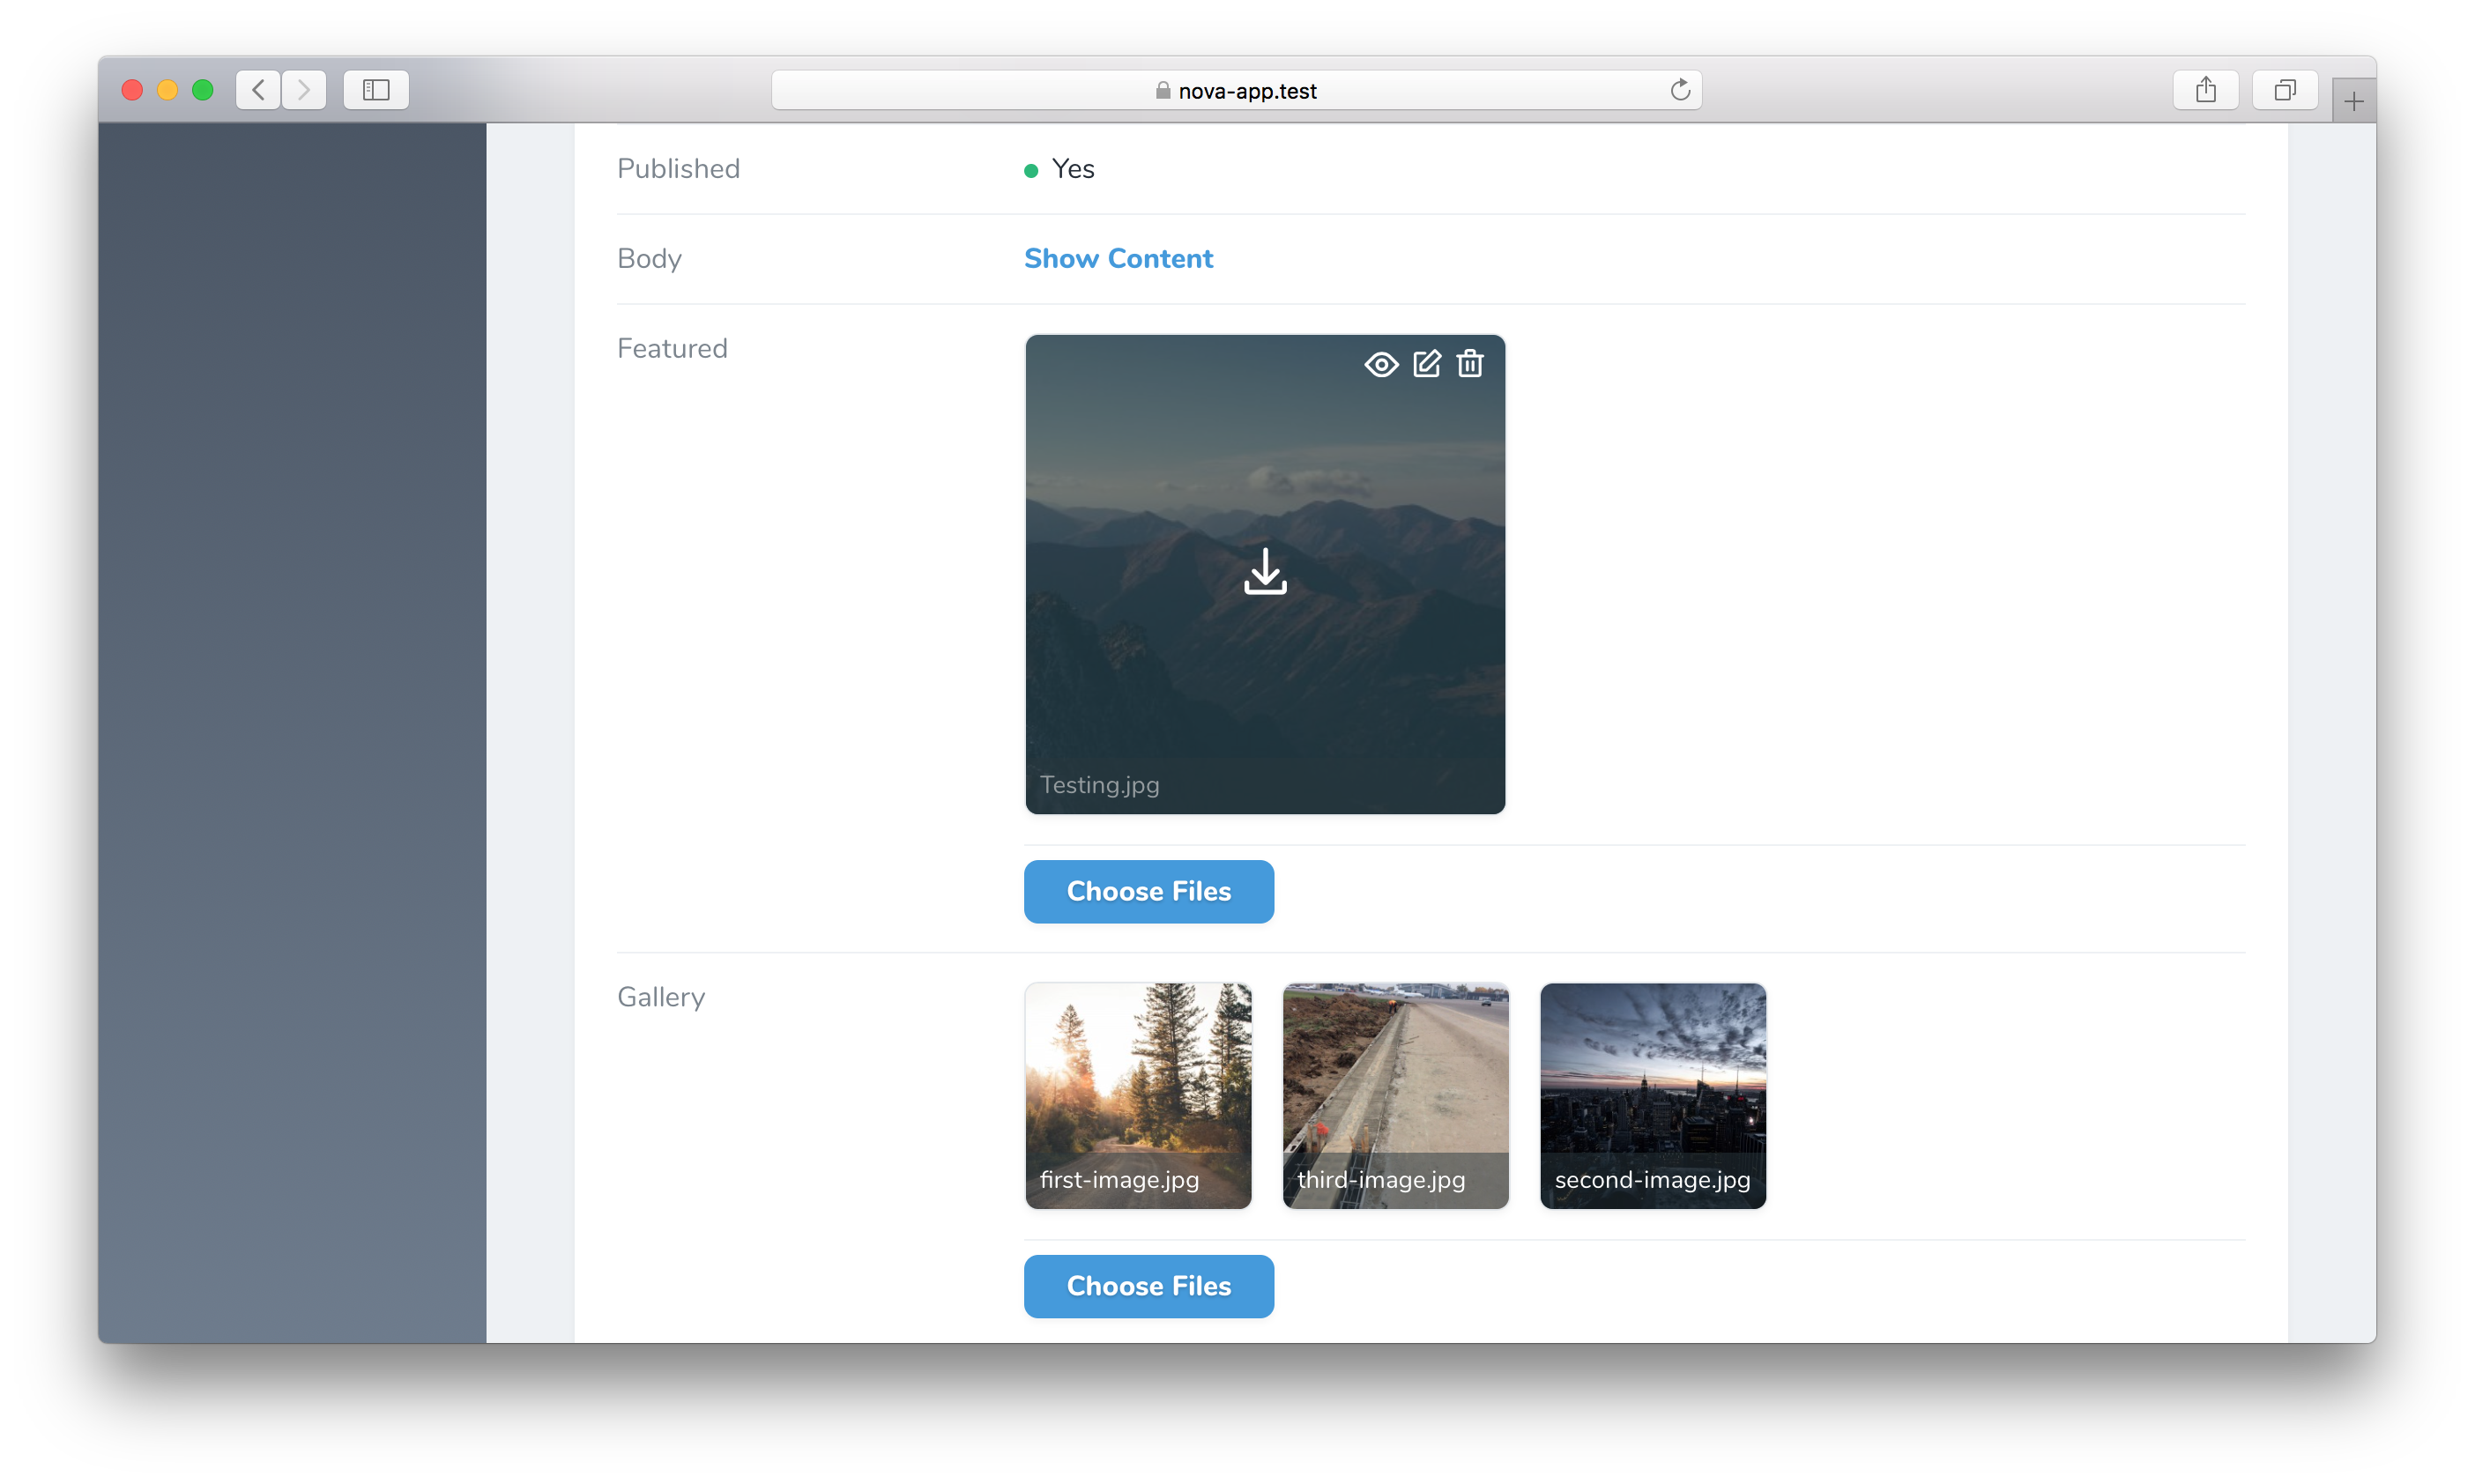 nova-app.test
Published
Yes
Body
Show Content
Featured
Testing.jpg
Choose Files
Gallery
first-image.jpg
third-image.jpg
second-image.jpg
Choose Files